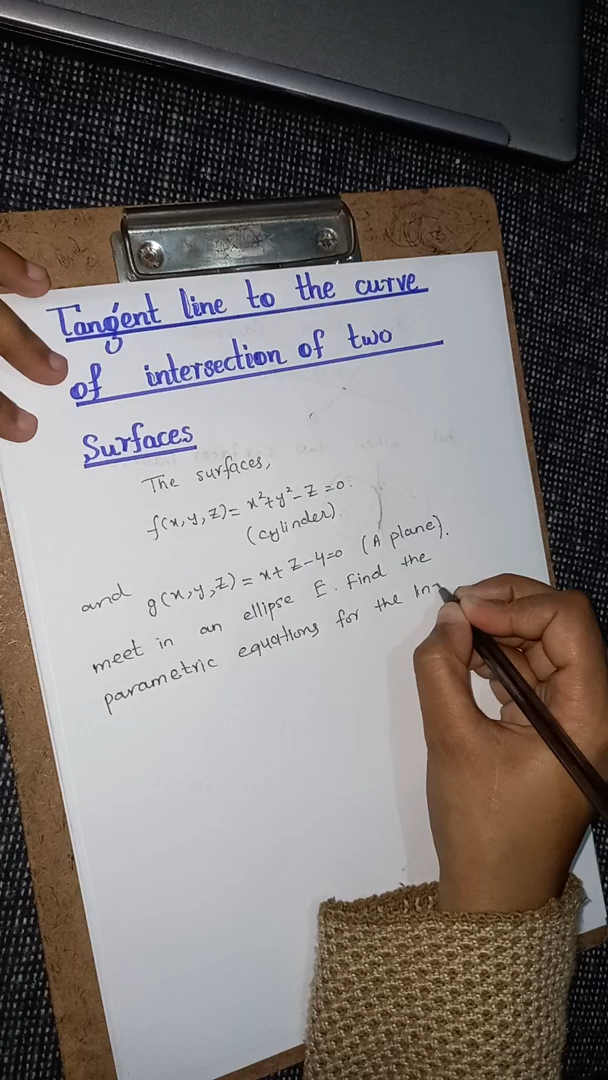 Tangent line to the curve
of intersection of two
Surfaces
The surfaces,
f(x,y,z)= x²+y²-z=0.
(cylinder)
and g(x,y,z)= x+z-4=0 (A plane).
meet in an ellipse E. Find the
parametric equations for the